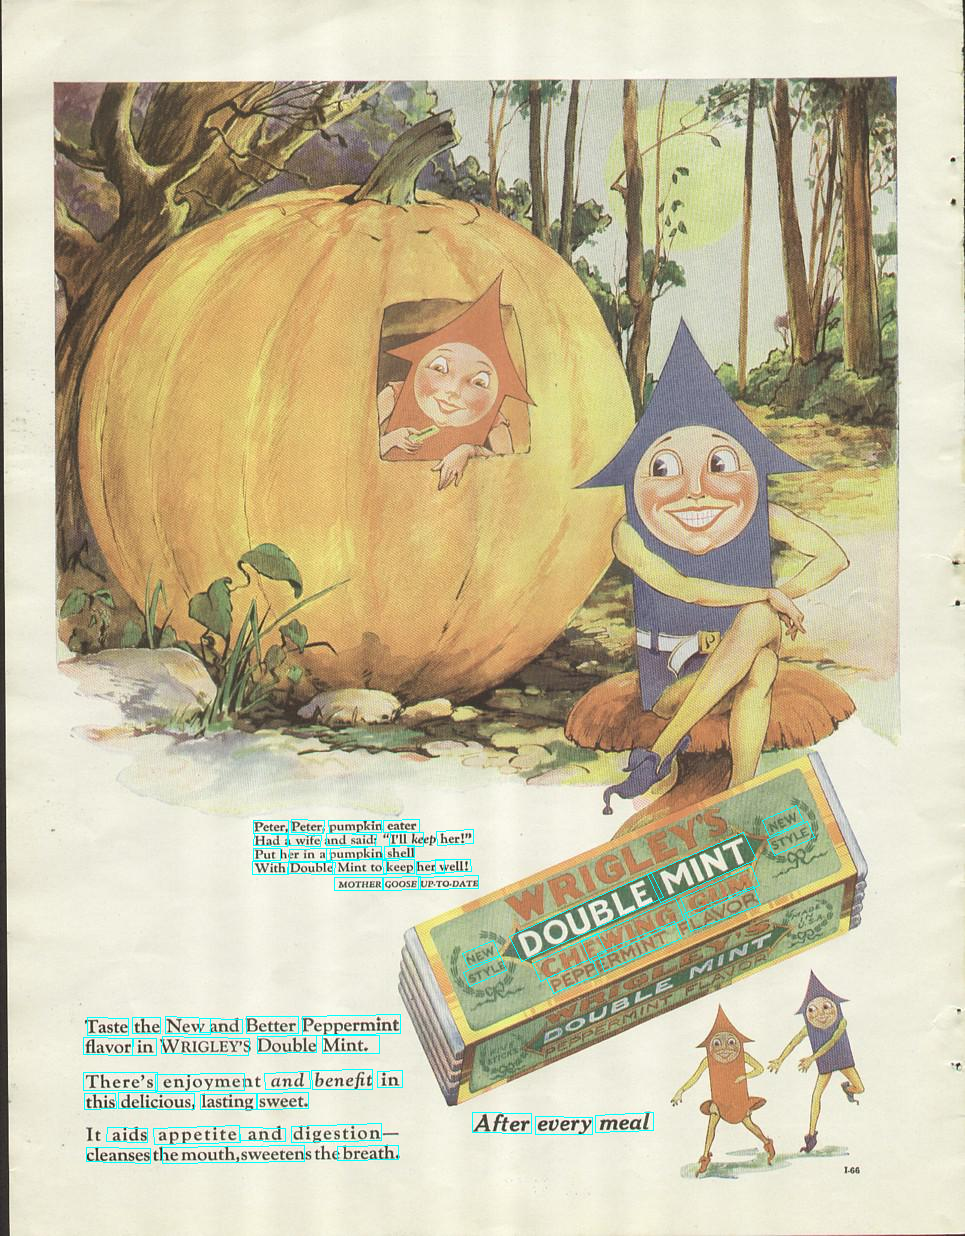 Peter, Peter, pumpkin eater
Had a wife and said: "I'll keep her!"
Put her in a pumpkin shell
With Double Mint to keep her well!
MOTHER GOOSE UP-TO-DATE
WRIGLEY'S
DOUBLE MINT
CHEWING GUM
PEPPERMINT FLAVOR
NEW
STYLE
NEW
STYLE
WRIGLEY'S
DOUBLE MINT
PEPPERMINT FLAVOR
FIVE
STICKS
MADE
IN
U.S.A.
Taste the New and Better Peppermint
flavor in WRIGLEY'S Double Mint.
There's enjoyment and benefit in
this delicious, lasting sweet.
It aids appetite and digestion—
cleanses the mouth, sweetens the breath.
After every meal
I-66